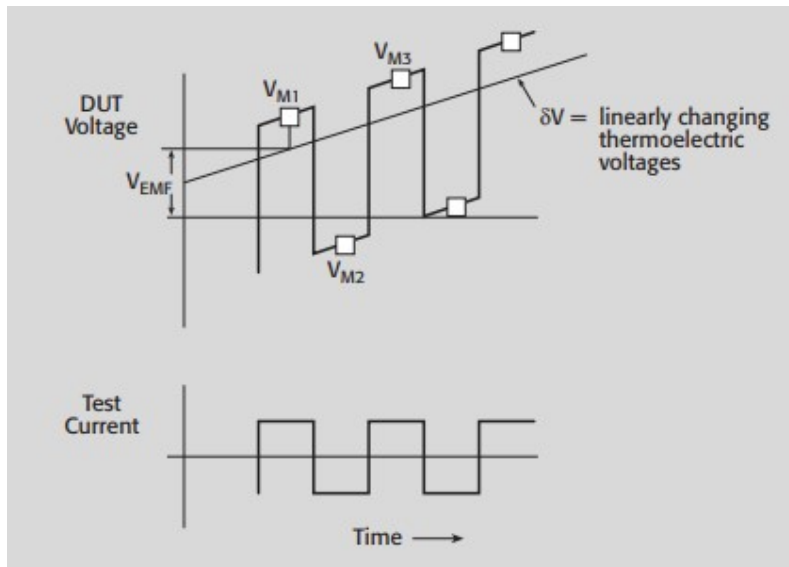 DUT
Voltage
V_M1
V_M3
V_EMF
V_M2
δV = linearly changing
thermoelectric
voltages
Test
Current
Time